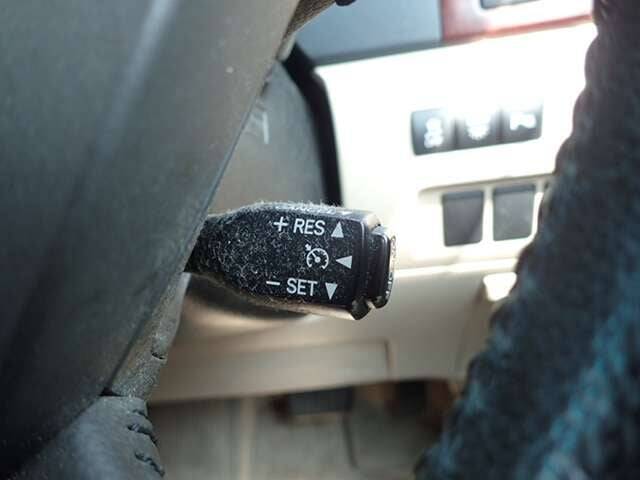 + RES ▲
◀
- SET ▼